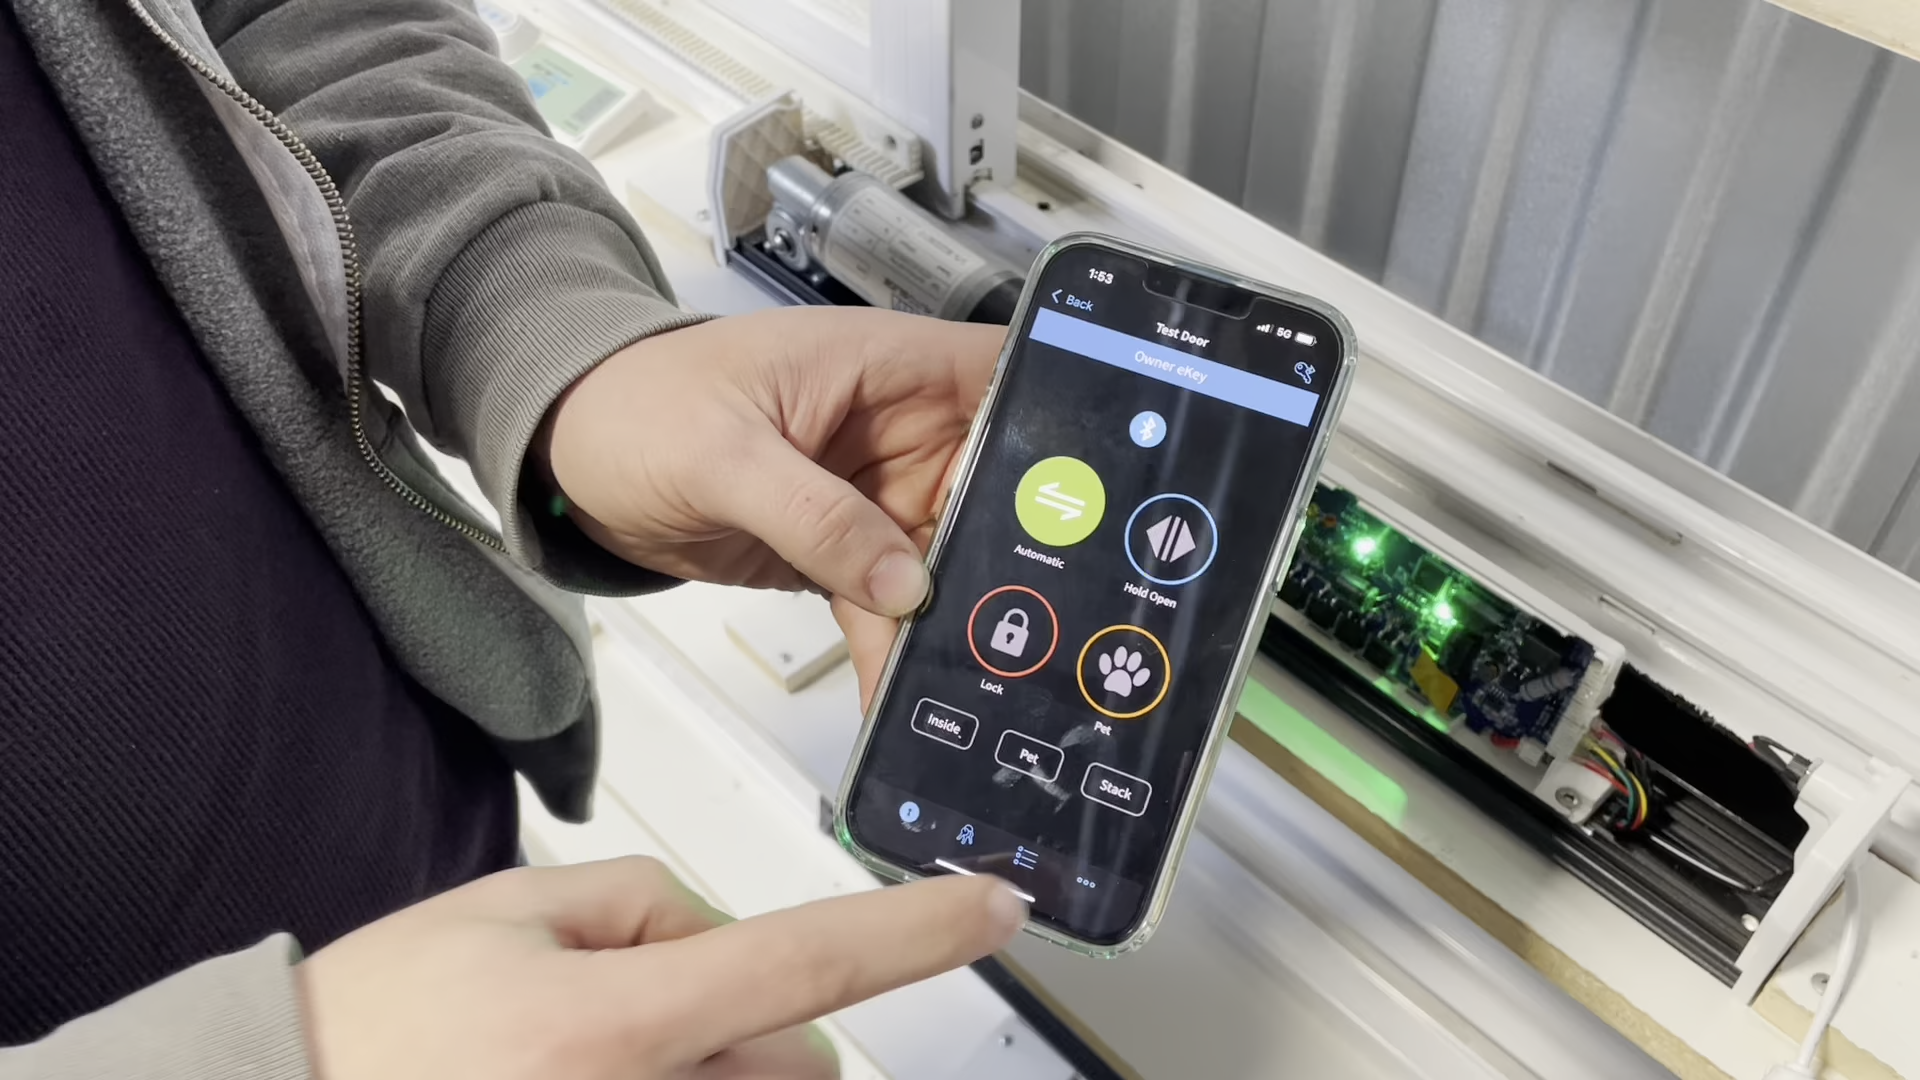 1:53
5G
Back
Test Door
Owner eKey
Automatic
Hold Open
Lock
Pet
Inside
Pet
Stack